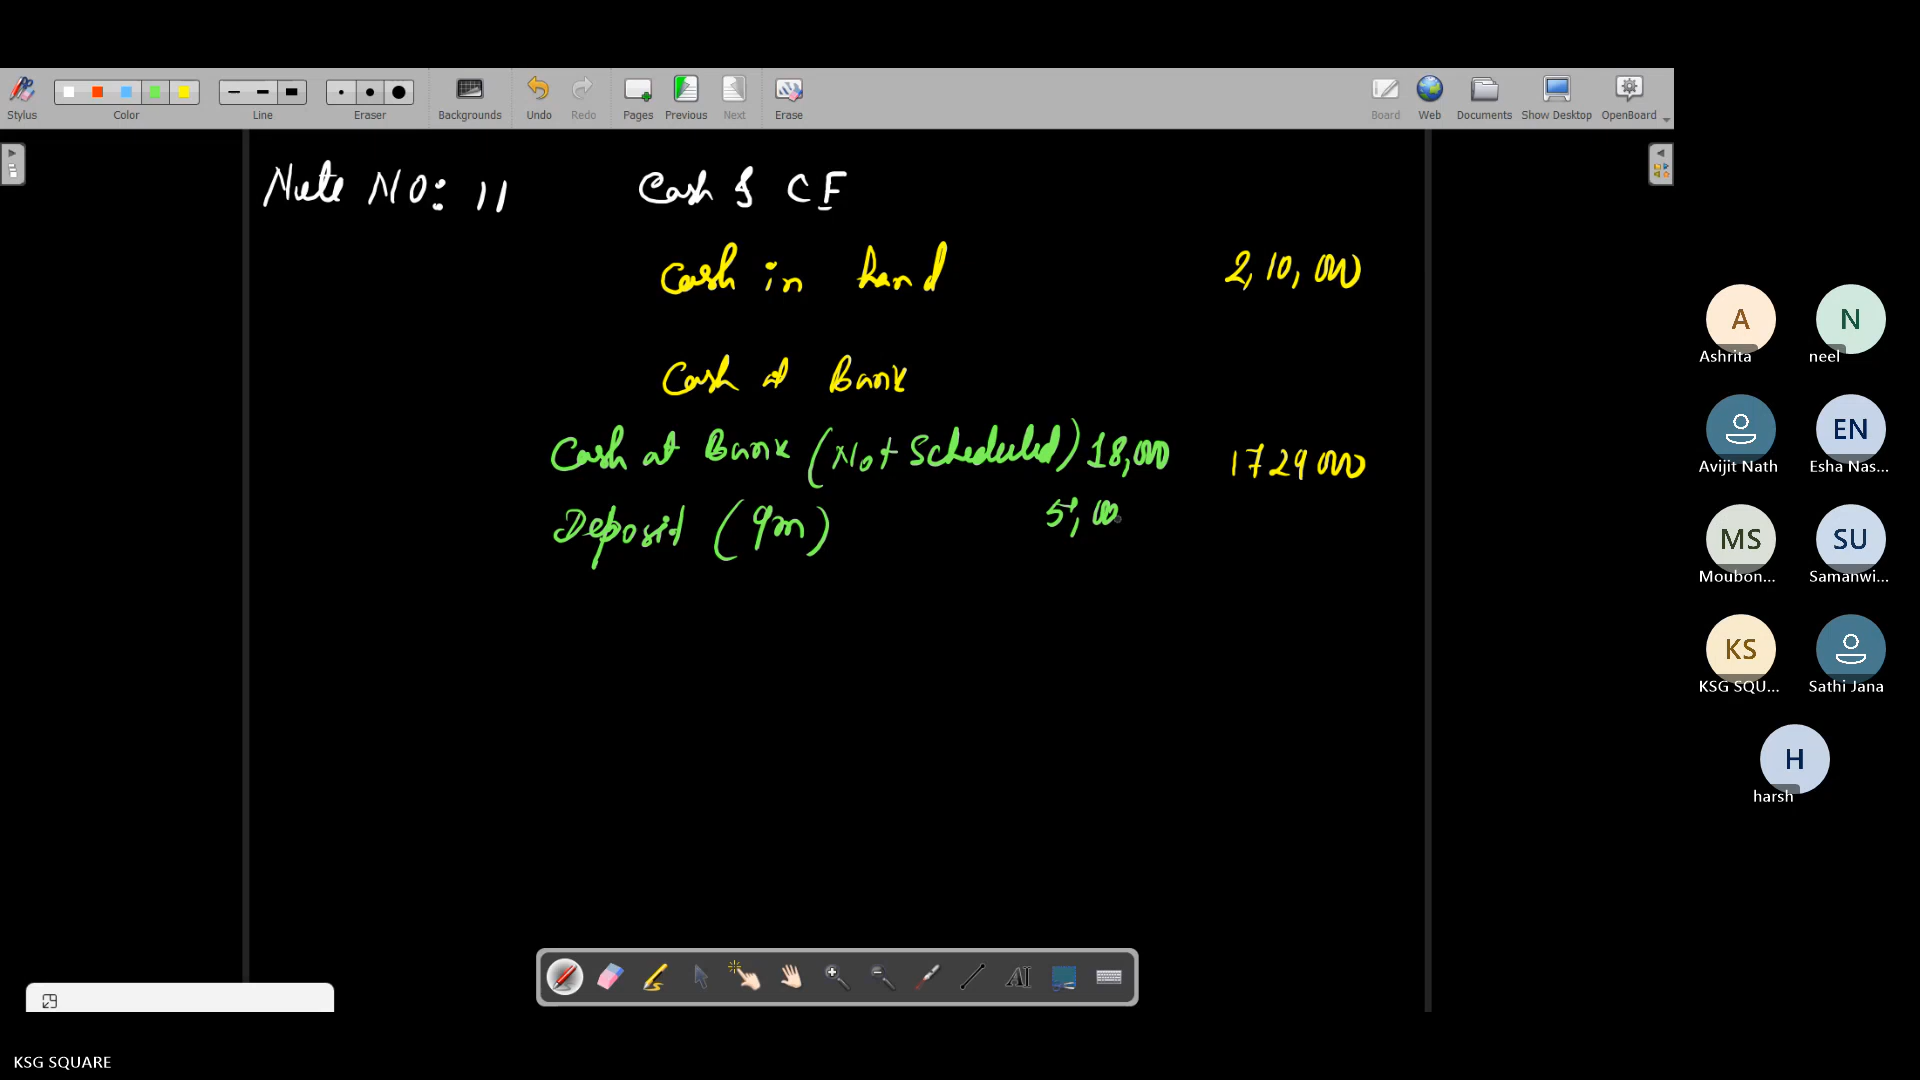 Stylus
Color
Line
Eraser
Backgrounds
Undo
Redo
Pages
Previous
Next
Erase
Board
Web
Documents
Show Desktop
OpenBoard
Note NO: 11 Cash & CE
Cash in hand 2,10,000
Cash at Bank
Cash at Bank (Not Scheduled) 18,000 1729000
Deposit (9m) 5,00
A
Ashrita
N
neel
Avijit Nath
EN
Esha Nas...
MS
Moubon...
SU
Samanwi...
KS
KSG SQU...
Sathi Jana
H
harsh
AI
KSG SQUARE